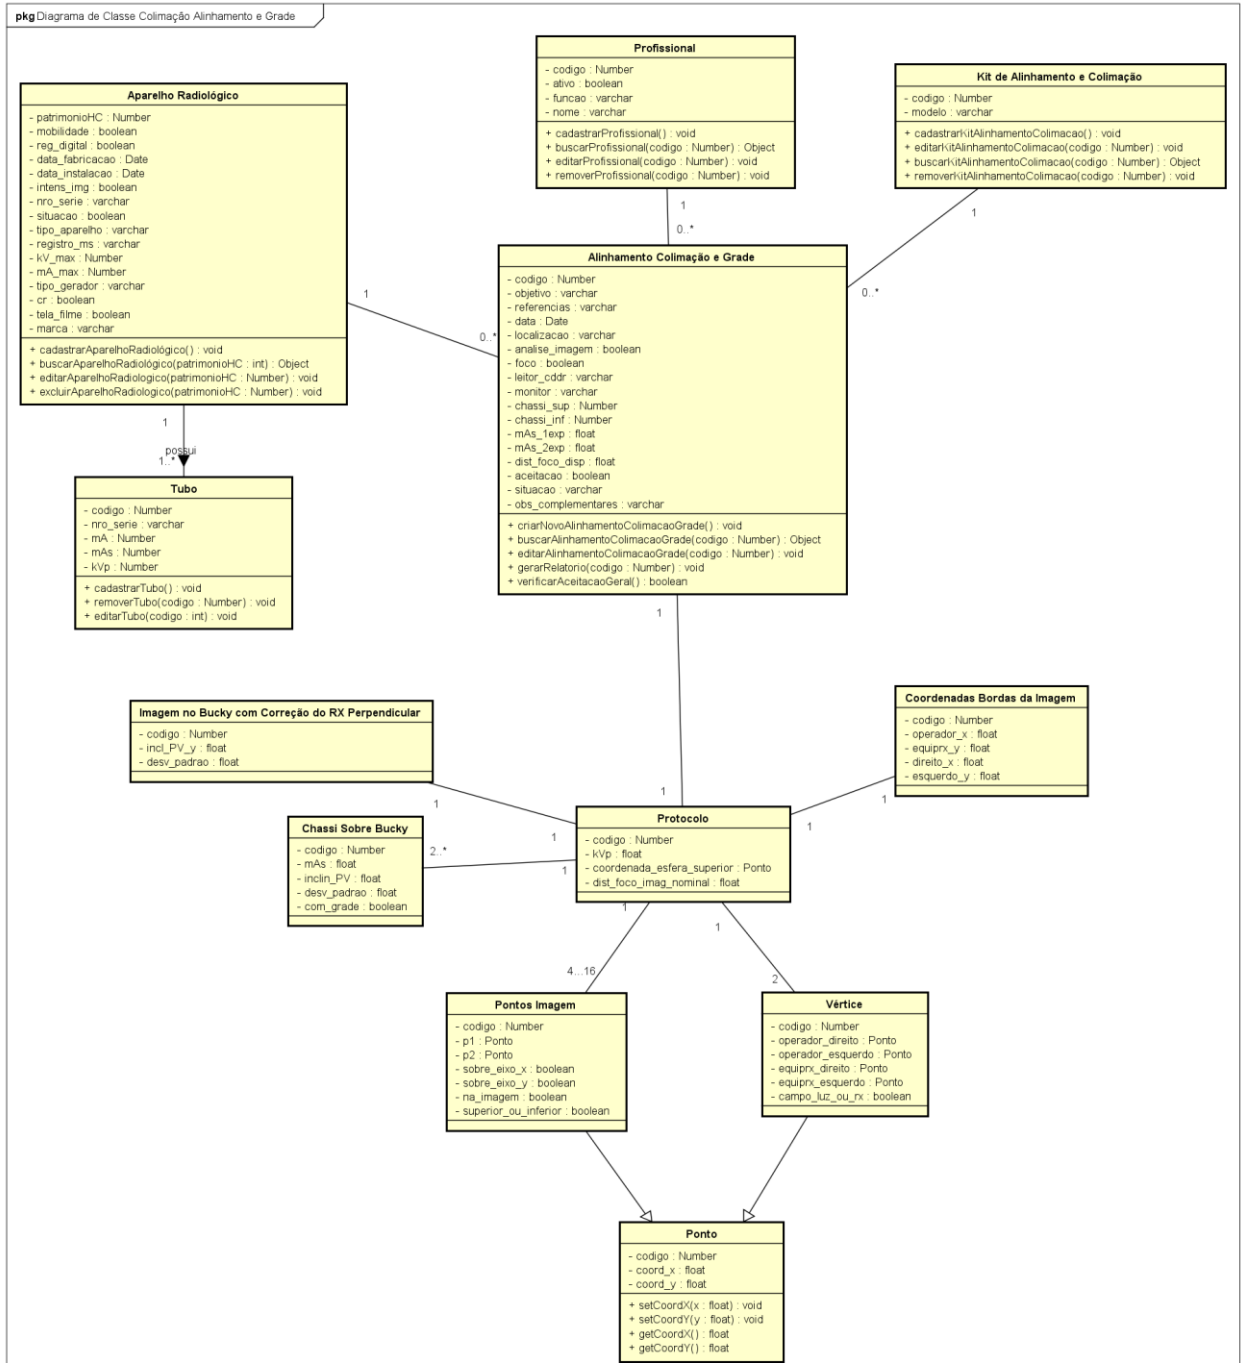 pkg Diagrama de Classe Colimação Alinhamento e Grade
Profissional
- codigo : Number
- ativo : boolean
- funcao : varchar
- nome : varchar
+ cadastrarProfissional() : void
+ buscarProfissional(codigo : Number) : Object
+ editarProfissional(codigo : Number) : void
+ removerProfissional(codigo : Number) : void
Kit de Alinhamento e Colimação
- codigo : Number
- modelo : varchar
+ cadastrarKitAlinhamentoColimacao() : void
+ editarKitAlinhamentoColimacao(codigo : Number) : void
+ buscarKitAlinhamentoColimacao(codigo : Number) : Object
+ removerKitAlinhamentoColimacao(codigo : Number) : void
Aparelho Radiológico
- patrimonioHC : Number
- mobilidade : boolean
- reg_digital : boolean
- data_fabricacao : Date
- data_instalacao : Date
- intens_img : boolean
- nro_serie : varchar
- situacao : boolean
- tipo_aparelho : varchar
- registro_ms : varchar
- kV_max : Number
- mA_max : Number
- tipo_gerador : varchar
- cr : boolean
- tela_filme : boolean
- marca : varchar
+ cadastrarAparelhoRadiológico() : void
+ buscarAparelhoRadiológico(patrimonioHC : int) : Object
+ editarAparelhoRadiologico(patrimonioHC : Number) : void
+ excluirAparelhoRadiologico(patrimonioHC : Number) : void
1
0..*
1
0..*
1
0..*
Alinhamento Colimação e Grade
- codigo : Number
- objetivo : varchar
- referencias : varchar
- data : Date
- localizacao : varchar
- analise_imagem : boolean
- foco : boolean
- leitor_cddr : varchar
- monitor : varchar
- chassi_sup : Number
- chassi_inf : Number
- mAs_1exp : float
- mAs_2exp : float
- dist_foco_disp : float
- aceitacao : boolean
- situacao : varchar
- obs_complementares : varchar
+ criarNovoAlinhamentoColimacaoGrade() : void
+ buscarAlinhamentoColimacaoGrade(codigo : Number) : Object
+ editarAlinhamentoColimacaoGrade(codigo : Number) : void
+ gerarRelatorio(codigo : Number) : void
+ verificarAceitacaoGeral() : boolean
1
possui
1..*
Tubo
- codigo : Number
- nro_serie : varchar
- mA : Number
- mAs : Number
- kVp : Number
+ cadastrarTubo() : void
+ removerTubo(codigo : Number) : void
+ editarTubo(codigo : int) : void
1
1
Imagem no Bucky com Correção do RX Perpendicular
- codigo : Number
- incl_PV_y : float
- desv_padrao : float
1
1
Coordenadas Bordas da Imagem
- codigo : Number
- operador_x : float
- equiprx_y : float
- direito_x : float
- esquerdo_y : float
1
1
Chassi Sobre Bucky
- codigo : Number
- mAs : float
- inclin_PV : float
- desv_padrao : float
- com_grade : boolean
2..*
1
Protocolo
- codigo : Number
- kVp : float
- coordenada_esfera_superior : Ponto
- dist_foco_imag_nominal : float
1
4...16
1
2
Pontos Imagem
- codigo : Number
- p1 : Ponto
- p2 : Ponto
- sobre_eixo_x : boolean
- sobre_eixo_y : boolean
- na_imagem : boolean
- superior_ou_inferior : boolean
Vértice
- codigo : Number
- operador_direito : Ponto
- operador_esquerdo : Ponto
- equiprx_direito : Ponto
- equiprx_esquerdo : Ponto
- campo_luz_ou_rx : boolean
Ponto
- codigo : Number
- coord_x : float
- coord_y : float
+ setCoordX(x : float) : void
+ setCoordY(y : float) : void
+ getCoordX() : float
+ getCoordY() : float